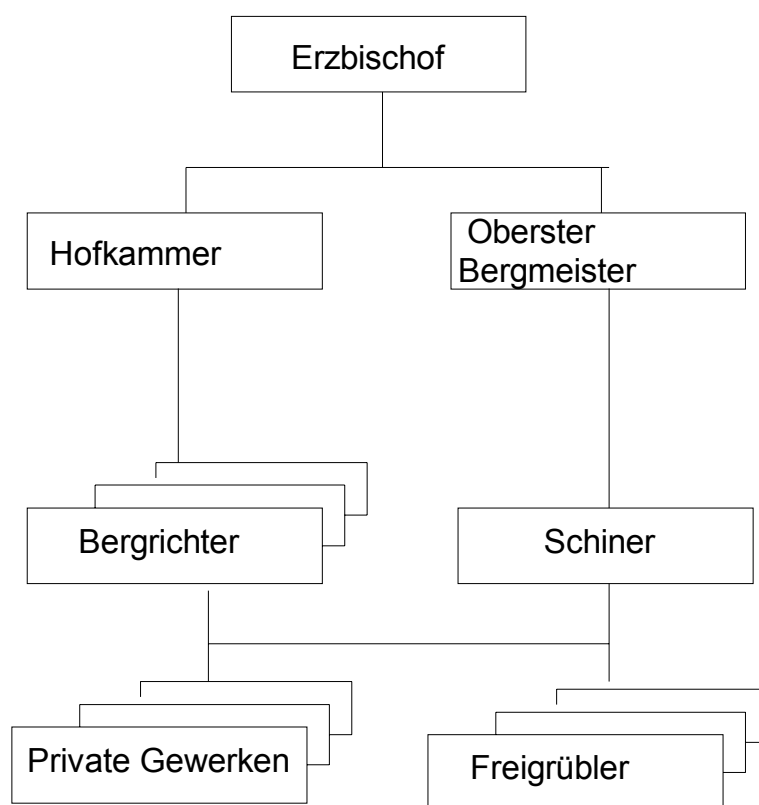 Erzbischof
Hofkammer
Oberster
Bergmeister
Bergrichter
Schiner
Private Gewerken
Freigrübler